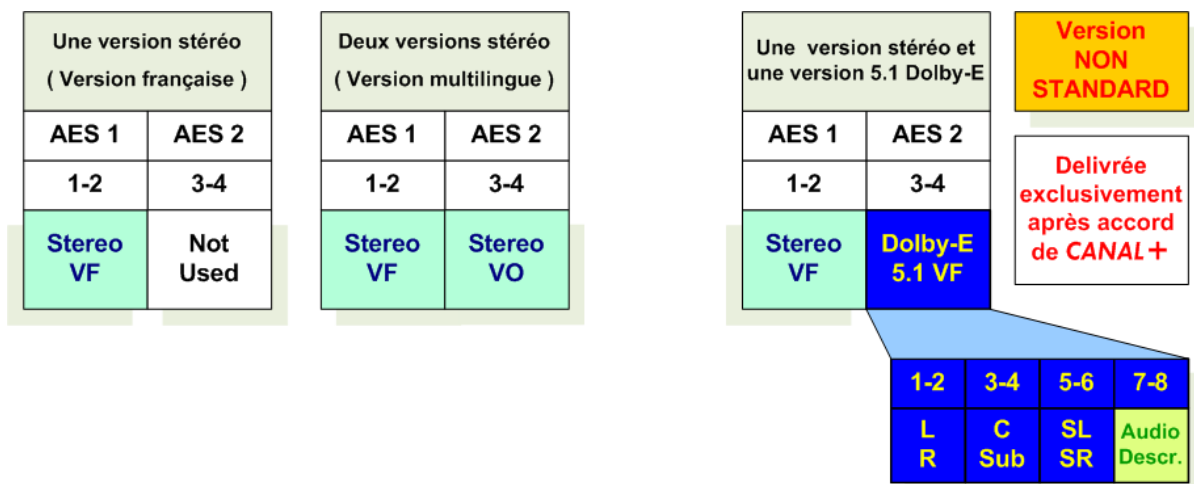 Une version stéréo
( Version française )
AES 1
AES 2
1-2
3-4
Stereo
VF
Not
Used
Deux versions stéréo
( Version multilingue )
AES 1
AES 2
1-2
3-4
Stereo
VF
Stereo
VO
Une version stéréo et
une version 5.1 Dolby-E
AES 1
AES 2
1-2
3-4
Stereo
VF
Dolby-E
5.1 VF
Version
NON
STANDARD
Delivrée
exclusivement
après accord
de CANAL+
1-2
3-4
5-6
7-8
L
R
C
Sub
SL
SR
Audio
Descr.